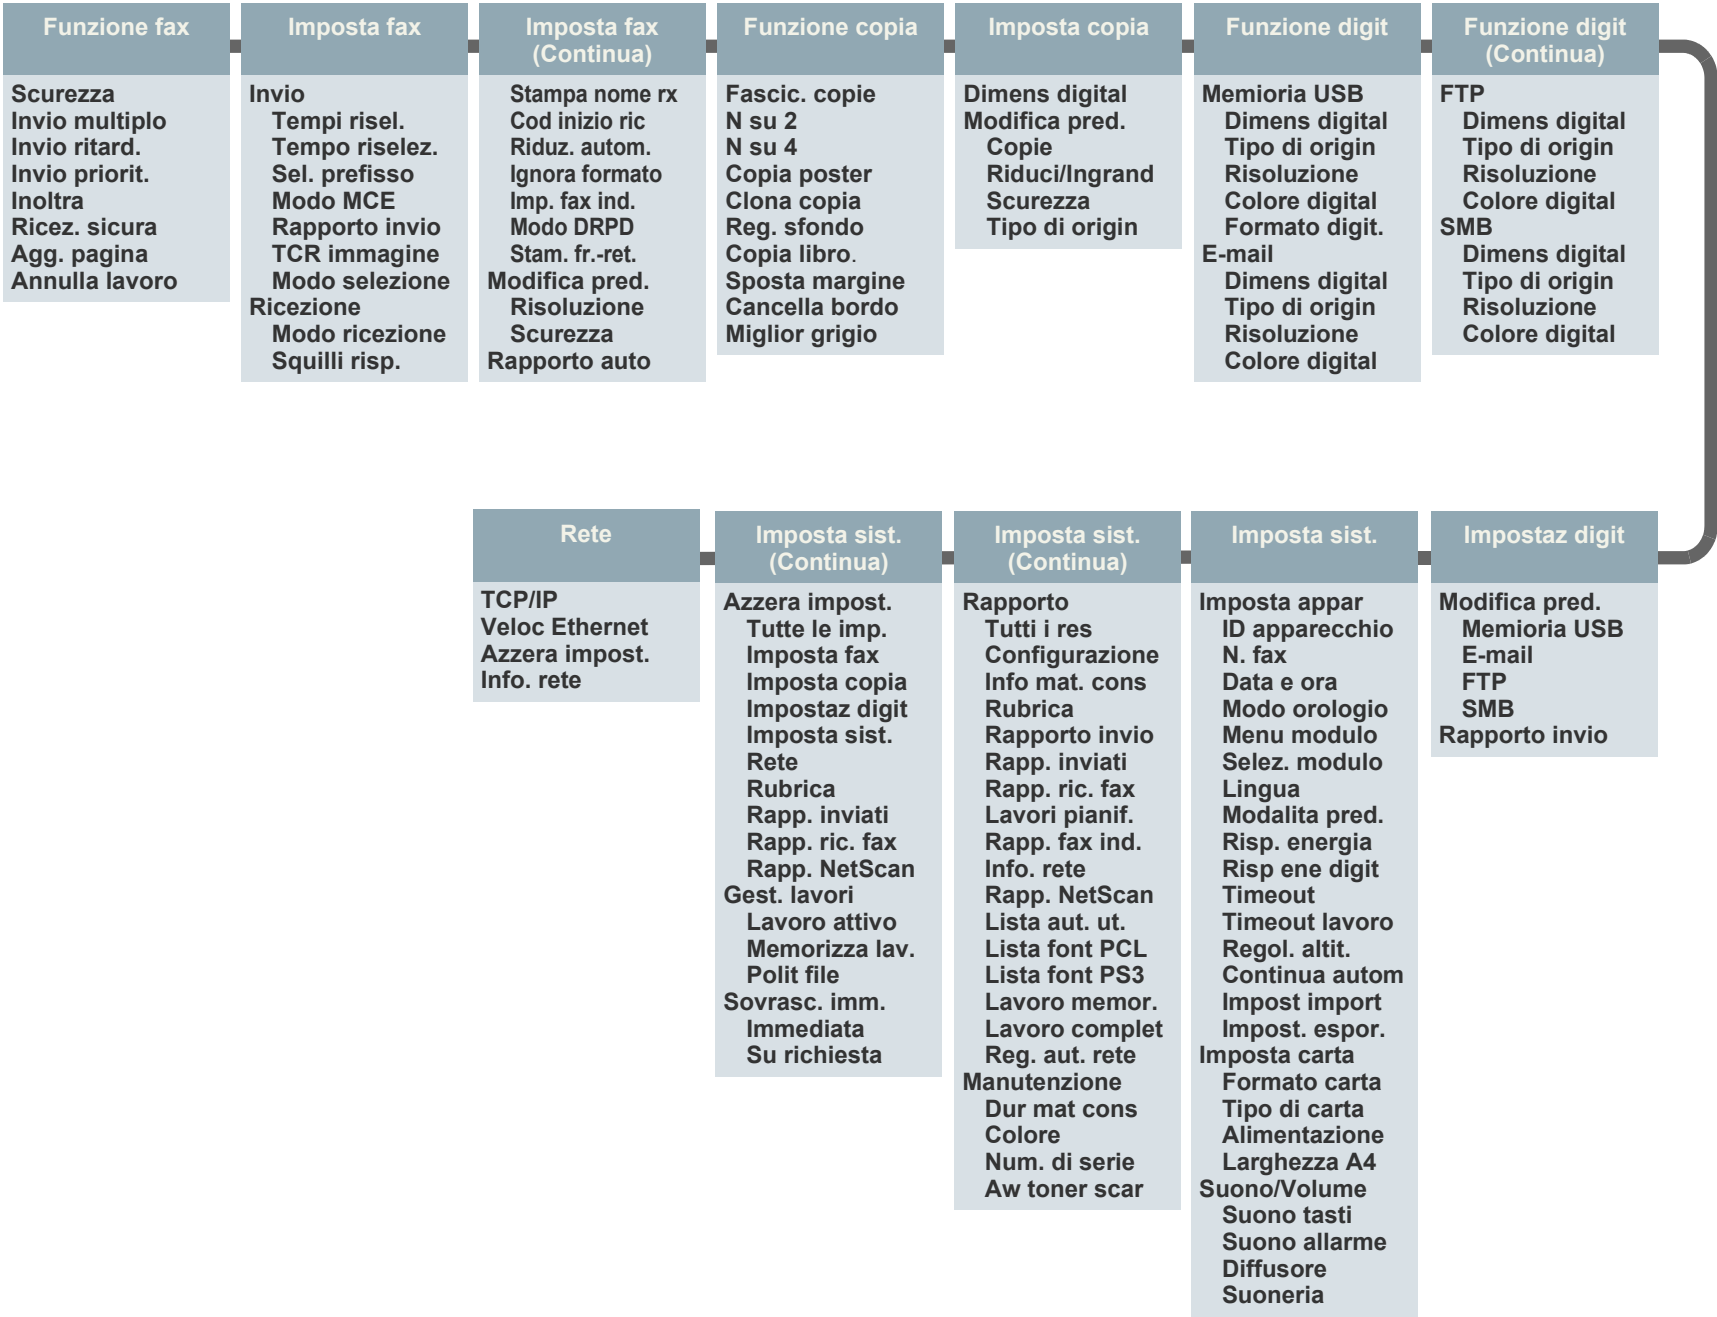 Funzione fax
Scurezza
Invio multiplo
Invio ritard.
Invio priorit.
Inoltra
Ricez. sicura
Agg. pagina
Annulla lavoro
Imposta fax
Invio
Tempi risel.
Tempo riselez.
Sel. prefisso
Modo MCE
Rapporto invio
TCR immagine
Modo selezione
Ricezione
Modo ricezione
Squilli risp.
Imposta fax
(Continua)
Stampa nome rx
Cod inizio ric
Riduz. autom.
Ignora formato
Imp. fax ind.
Modo DRPD
Stam. fr.-ret.
Modifica pred.
Risoluzione
Scurezza
Rapporto auto
Funzione copia
Fascic. copie
N su 2
N su 4
Copia poster
Clona copia
Reg. sfondo
Copia libro.
Sposta margine
Cancella bordo
Miglior grigio
Imposta copia
Dimens digital
Modifica pred.
Copie
Riduci/Ingrand
Scurezza
Tipo di origin
Funzione digit
Memioria USB
Dimens digital
Tipo di origin
Risoluzione
Colore digital
Formato digit.
E-mail
Dimens digital
Tipo di origin
Risoluzione
Colore digital
Funzione digit
(Continua)
FTP
Dimens digital
Tipo di origin
Risoluzione
Colore digital
SMB
Dimens digital
Tipo di origin
Risoluzione
Colore digital
Rete
TCP/IP
Veloc Ethernet
Azzera impost.
Info. rete
Imposta sist.
(Continua)
Azzera impost.
Tutte le imp.
Imposta fax
Imposta copia
Impostaz digit
Imposta sist.
Rete
Rubrica
Rapp. inviati
Rapp. ric. fax
Rapp. NetScan
Gest. lavori
Lavoro attivo
Memorizza lav.
Polit file
Sovrasc. imm.
Immediata
Su richiesta
Imposta sist.
(Continua)
Rapporto
Tutti i res
Configurazione
Info mat. cons
Rubrica
Rapporto invio
Rapp. inviati
Rapp. ric. fax
Lavori pianif.
Rapp. fax ind.
Info. rete
Rapp. NetScan
Lista aut. ut.
Lista font PCL
Lista font PS3
Lavoro memor.
Lavoro complet
Reg. aut. rete
Manutenzione
Dur mat cons
Colore
Num. di serie
Aw toner scar
Imposta sist.
Imposta appar
ID apparecchio
N. fax
Data e ora
Modo orologio
Menu modulo
Selez. modulo
Lingua
Modalita pred.
Risp. energia
Risp ene digit
Timeout
Timeout lavoro
Regol. altit.
Continua autom
Impost import
Impost. espor.
Imposta carta
Formato carta
Tipo di carta
Alimentazione
Larghezza A4
Suono/Volume
Suono tasti
Suono allarme
Diffusore
Suoneria
Impostaz digit
Modifica pred.
Memioria USB
E-mail
FTP
SMB
Rapporto invio